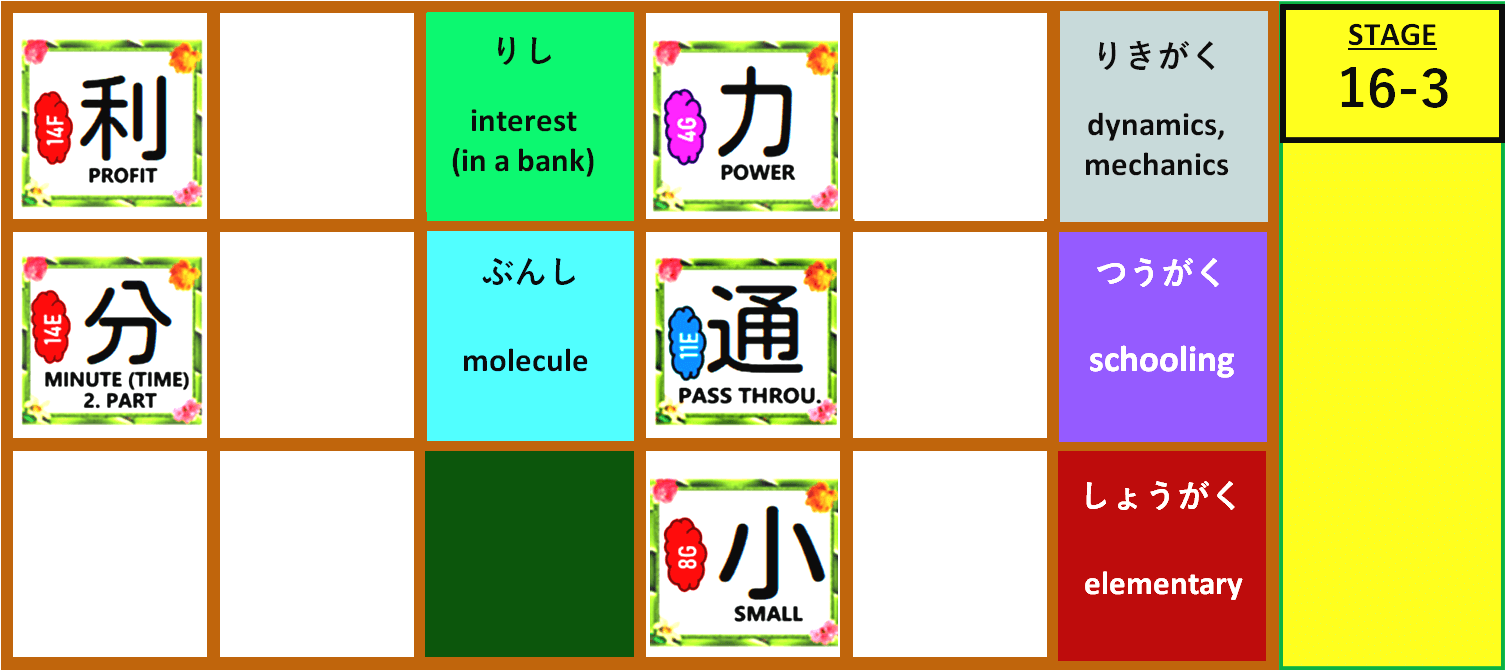 利
14F
PROFIT
りし
interest
(in a bank)
力
4G
POWER
りきがく
dynamics,
mechanics
STAGE
16-3
分
14E
MINUTE (TIME)
2. PART
ぶんし
molecule
通
11E
PASS THROU.
つうがく
schooling
小
8G
SMALL
しょうがく
elementary